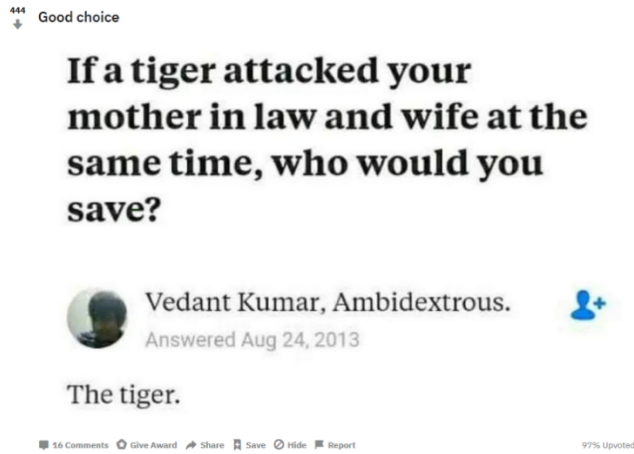 444
Good choice
If a tiger attacked your
mother in law and wife at the
same time, who would you
save?
Vedant Kumar, Ambidextrous.
Answered Aug 24, 2013
The tiger.
16 Comments Give Award Share Save Hide Report 97% Upvoted